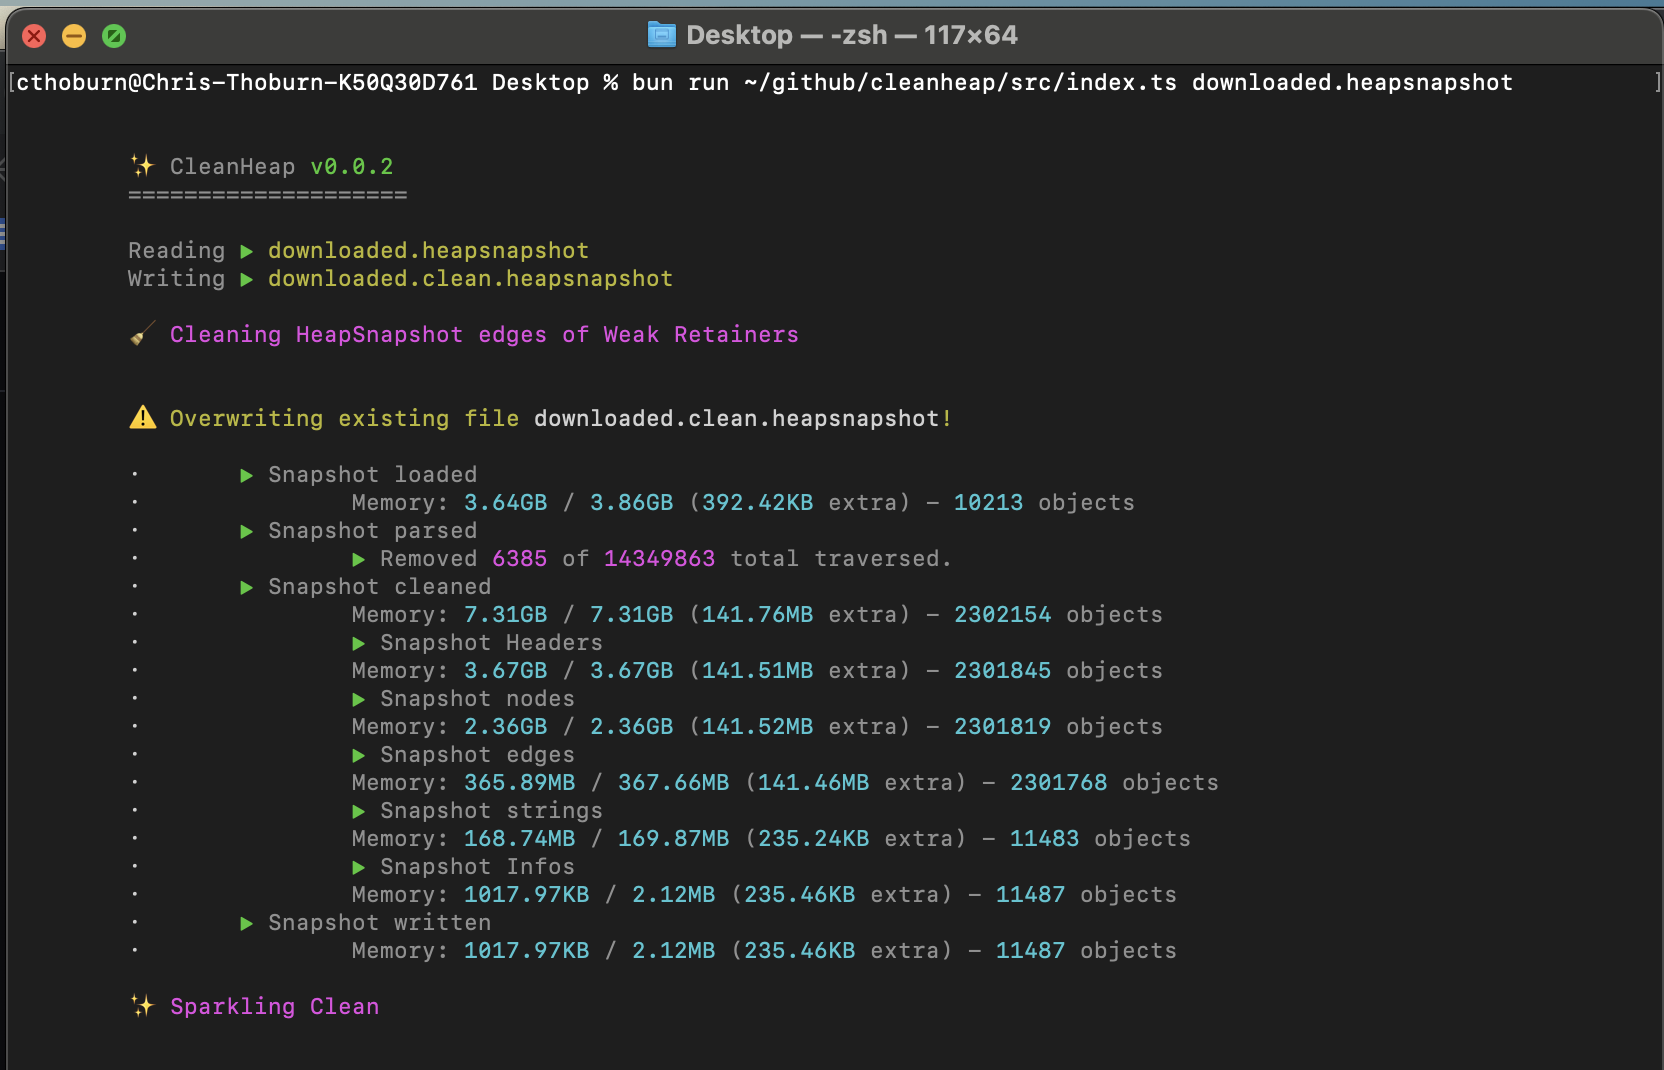 Desktop — -zsh — 117×64
[cthoburn@Chris-Thoburn-K50Q30D761 Desktop % bun run ~/github/cleanheap/src/index.ts downloaded.heapsnapshot ]
✨ CleanHeap v0.0.2
====================
Reading ▶ downloaded.heapsnapshot
Writing ▶ downloaded.clean.heapsnapshot
🧹 Cleaning HeapSnapshot edges of Weak Retainers
⚠️ Overwriting existing file downloaded.clean.heapsnapshot!
· ▶ Snapshot loaded
· Memory: 3.64GB / 3.86GB (392.42KB extra) – 10213 objects
· ▶ Snapshot parsed
· ▶ Removed 6385 of 14349863 total traversed.
· ▶ Snapshot cleaned
· Memory: 7.31GB / 7.31GB (141.76MB extra) – 2302154 objects
· ▶ Snapshot Headers
· Memory: 3.67GB / 3.67GB (141.51MB extra) – 2301845 objects
· ▶ Snapshot nodes
· Memory: 2.36GB / 2.36GB (141.52MB extra) – 2301819 objects
· ▶ Snapshot edges
· Memory: 365.89MB / 367.66MB (141.46MB extra) – 2301768 objects
· ▶ Snapshot strings
· Memory: 168.74MB / 169.87MB (235.24KB extra) – 11483 objects
· ▶ Snapshot Infos
· Memory: 1017.97KB / 2.12MB (235.46KB extra) – 11487 objects
· ▶ Snapshot written
· Memory: 1017.97KB / 2.12MB (235.46KB extra) – 11487 objects
✨ Sparkling Clean